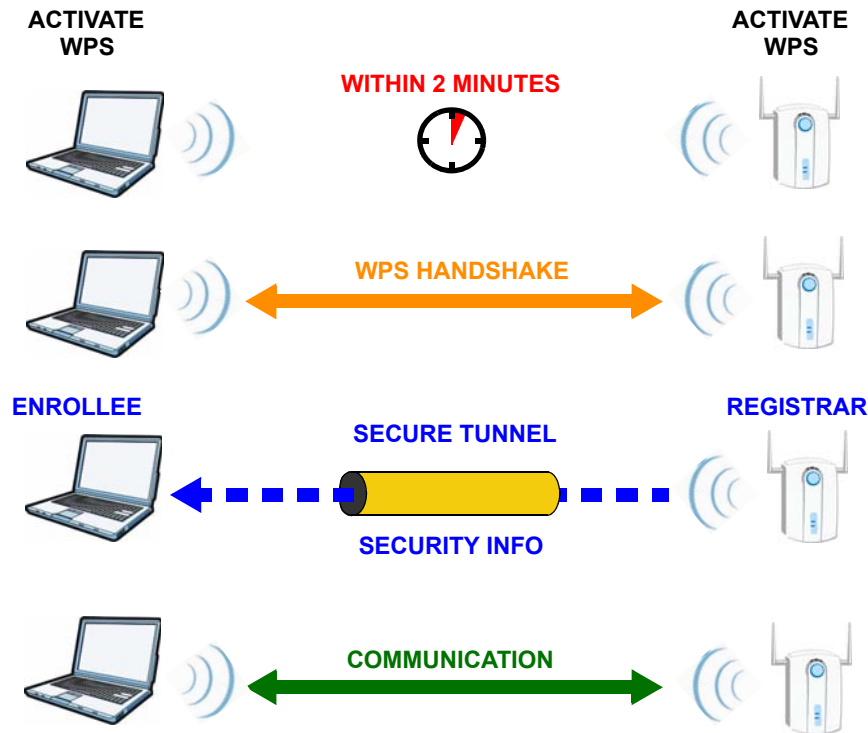 ACTIVATE
WPS
ACTIVATE
WPS
WITHIN 2 MINUTES
WPS HANDSHAKE
ENROLLEE
REGISTRAR
SECURE TUNNEL
SECURITY INFO
COMMUNICATION